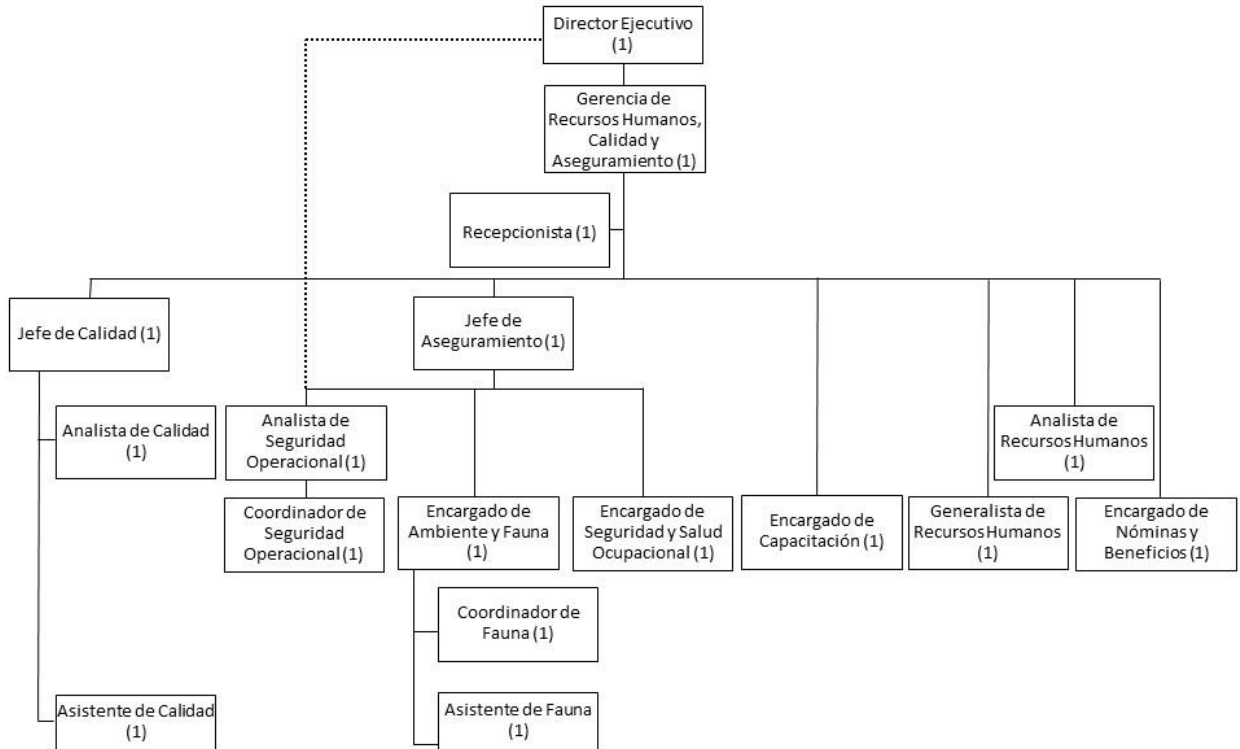 Director Ejecutivo
(1)
Gerencia de
Recursos Humanos,
Calidad y
Aseguramiento (1)
Recepcionista (1)
Jefe de Calidad (1)
Jefe de
Aseguramiento (1)
Analista de Calidad
(1)
Analista de
Seguridad
Operacional (1)
Analista de
Recursos Humanos
(1)
Coordinador de
Seguridad
Operacional (1)
Encargado de
Ambiente y Fauna
(1)
Encargado de
Seguridad y Salud
Ocupacional (1)
Encargado de
Capacitación (1)
Generalista de
Recursos Humanos
(1)
Encargado de
Nóminas y
Beneficios (1)
Coordinador de
Fauna (1)
Asistente de Calidad
(1)
Asistente de Fauna
(1)